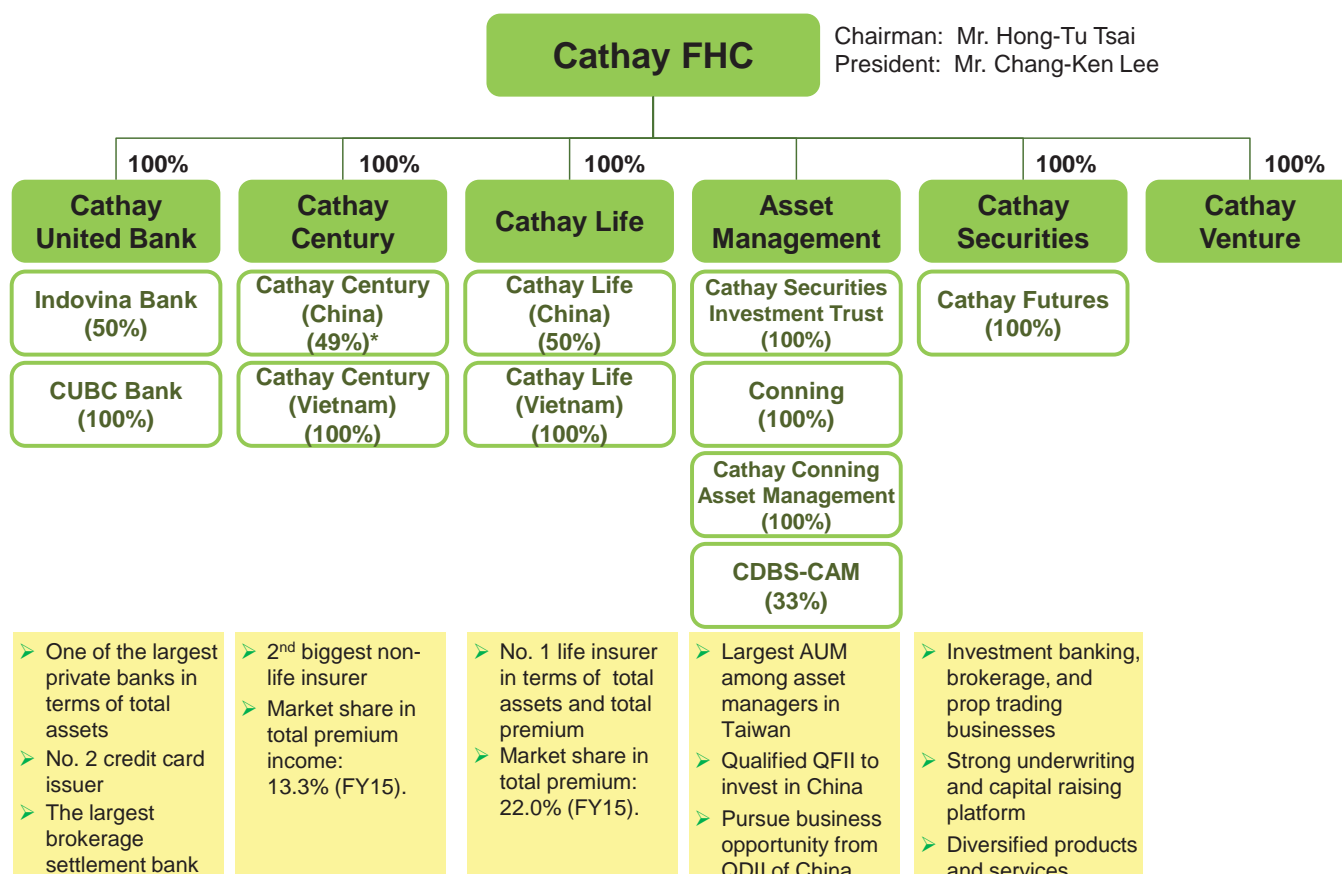 Cathay FHC
Chairman: Mr. Hong-Tu Tsai
President: Mr. Chang-Ken Lee
100%
100%
100%
100%
100%
Cathay
United Bank
Cathay
Century
Cathay Life
Asset
Management
Cathay
Securities
Cathay
Venture
Indovina Bank
(50%)
CUBC Bank
(100%)
Cathay Century
(China)
(49%)*
Cathay Century
(Vietnam)
(100%)
Cathay Life
(China)
(50%)
Cathay Life
(Vietnam)
(100%)
Cathay Securities
Investment Trust
(100%)
Conning
(100%)
Cathay Conning
Asset Management
(100%)
CDBS-CAM
(33%)
Cathay Futures
(100%)
➢ One of the largest
private banks in
terms of total
assets
➢ No. 2 credit card
issuer
➢ The largest
brokerage
settlement bank
➢ 2nd biggest non-
life insurer
➢ Market share in
total premium
income:
13.3% (FY15).
➢ No. 1 life insurer
in terms of total
assets and total
premium
➢ Market share in
total premium:
22.0% (FY15).
➢ Largest AUM
among asset
managers in
Taiwan
➢ Qualified QFII to
invest in China
➢ Pursue business
opportunity from
QDII of China
➢ Investment banking,
brokerage, and
prop trading
businesses
➢ Strong underwriting
and capital raising
platform
➢ Diversified products
and services